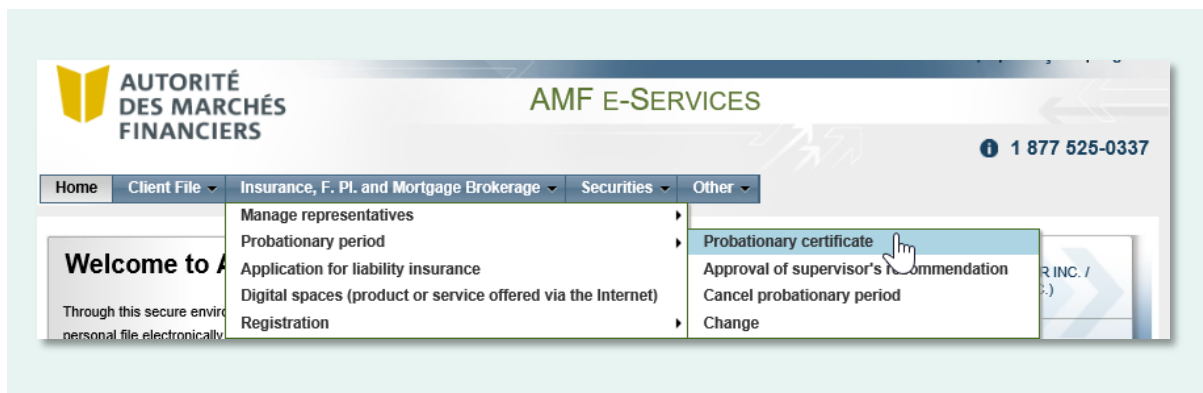 AUTORITÉ
DES MARCHÉS
FINANCIERS
AMF E-SERVICES
1 877 525-0337
Home Client File Insurance, F. Pl. and Mortgage Brokerage Securities Other
Manage representatives
Probationary period
Application for liability insurance
Digital spaces (product or service offered via the Internet)
Registration
Probationary certificate
Approval of supervisor's recommendation
Cancel probationary period
Change
Welcome to
R INC. /
Through this secure
personal file electronically